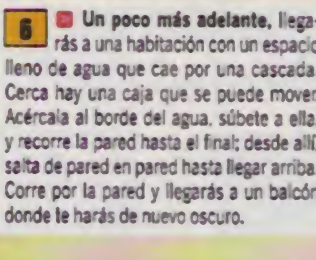 6 Un poco más adelante, llega-
rás a una habitación con un espacio
lleno de agua que cae por una cascada.
Cerca hay una caja que se puede mover.
Acércala al borde del agua, súbete a ella
y recorre la pared hasta el final; desde allí
salta de pared en pared hasta llegar arriba.
Corre por la pared y llegarás a un balcón
donde te harás de nuevo oscuro.